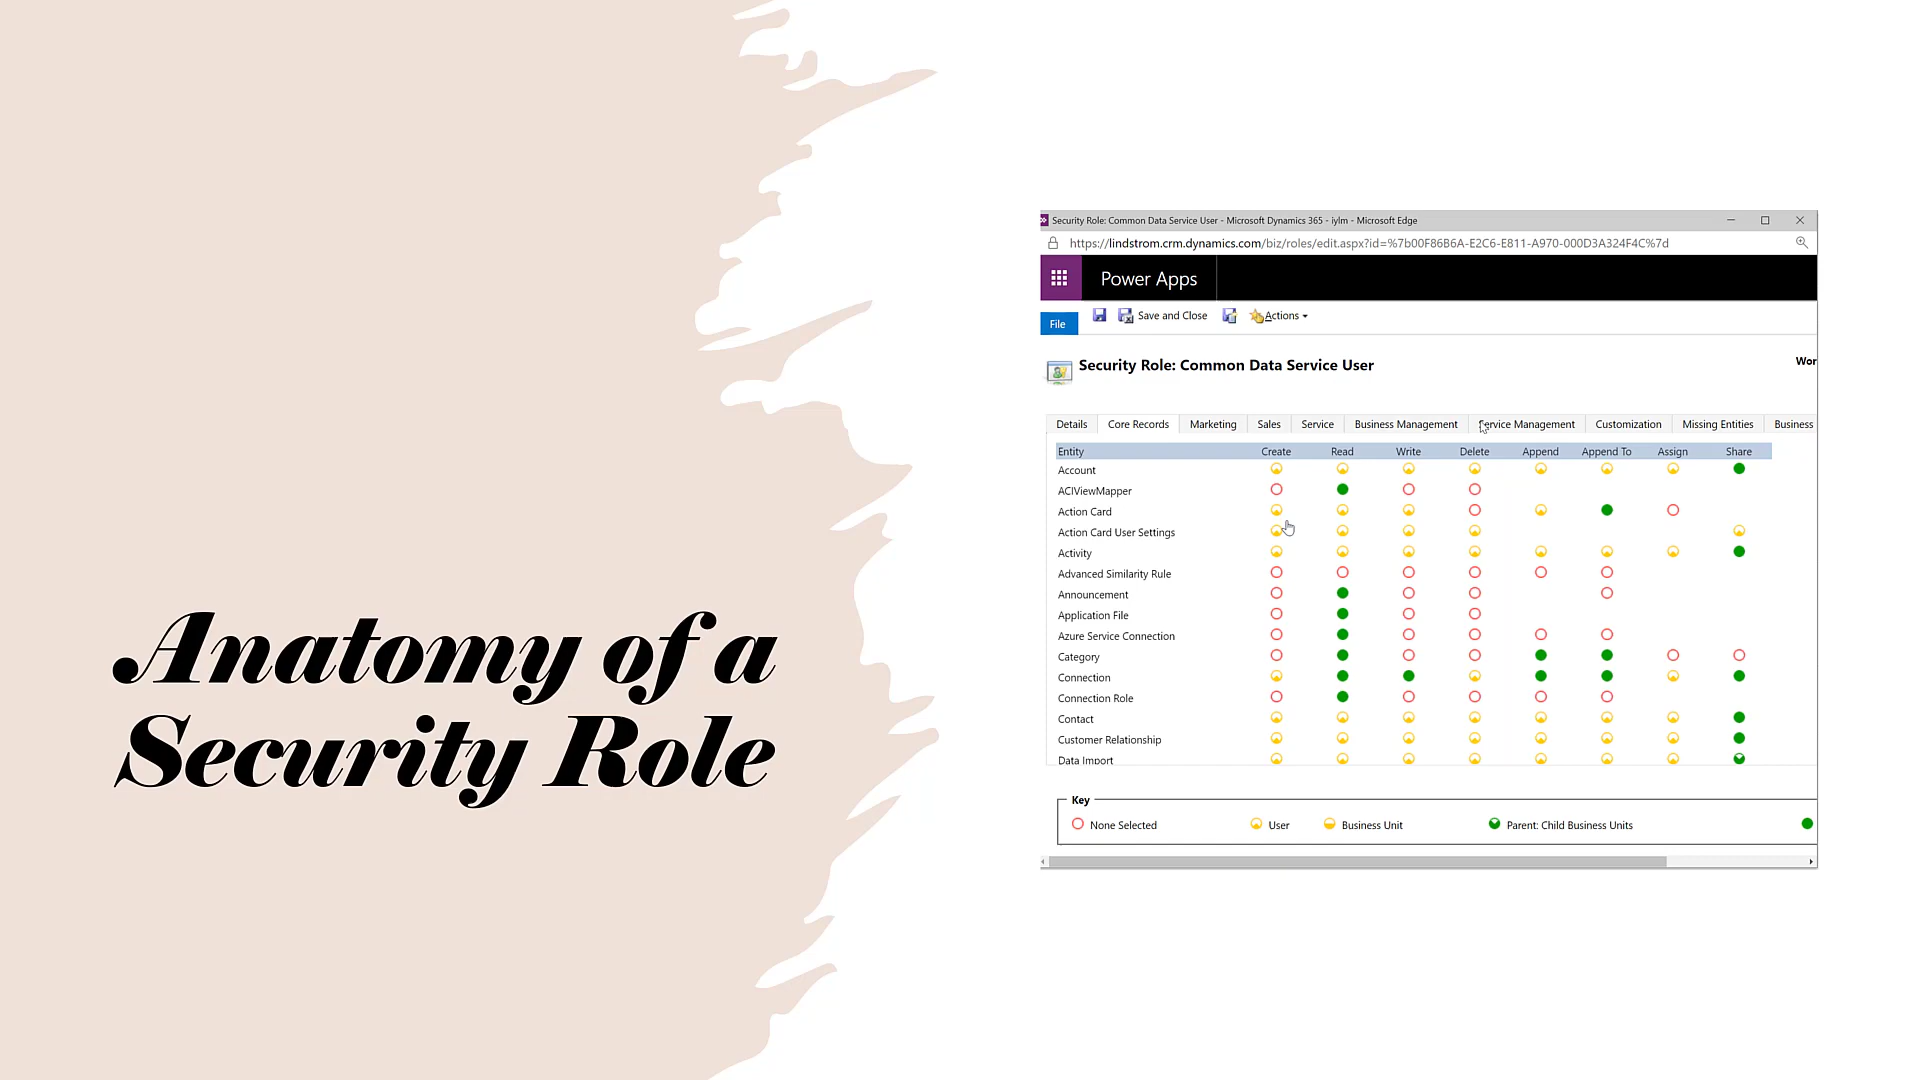 Anatomy of a
Security Role
Security Role: Common Data Service User - Microsoft Dynamics 365 - iylm - Microsoft Edge
https://lindstrom.crm.dynamics.com/biz/roles/edit.aspx?id=%7b00F86B6A-E2C6-E811-A970-000D3A324F4C%7d
Power Apps
File Save and Close Actions
Security Role: Common Data Service User
Wor
Details Core Records Marketing Sales Service Business Management Service Management Customization Missing Entities Business
Entity Create Read Write Delete Append Append To Assign Share
Account
ACIViewMapper
Action Card
Action Card User Settings
Activity
Advanced Similarity Rule
Announcement
Application File
Azure Service Connection
Category
Connection
Connection Role
Contact
Customer Relationship
Data Import
Key
None Selected User Business Unit Parent: Child Business Units